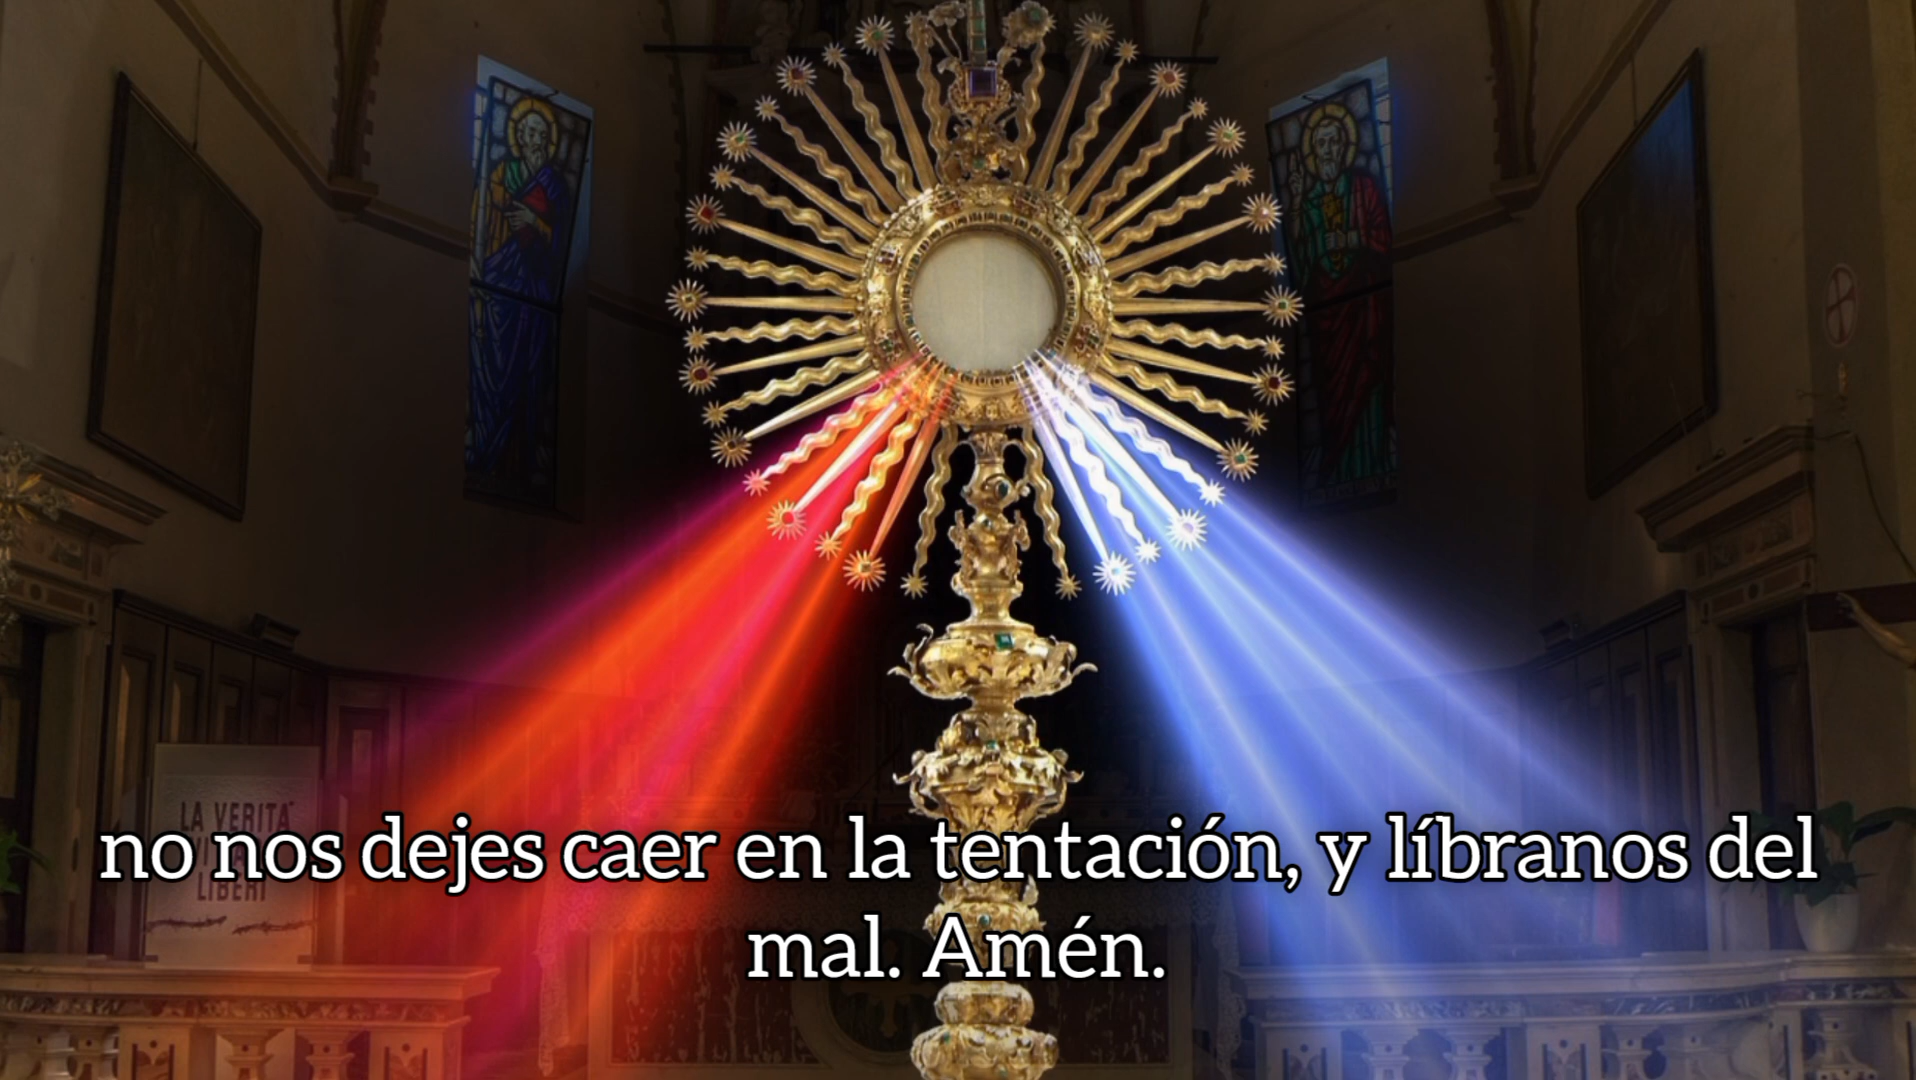 LA VERITA'
LIBERI
no nos dejes caer en la tentación, y líbranos del
mal. Amén.